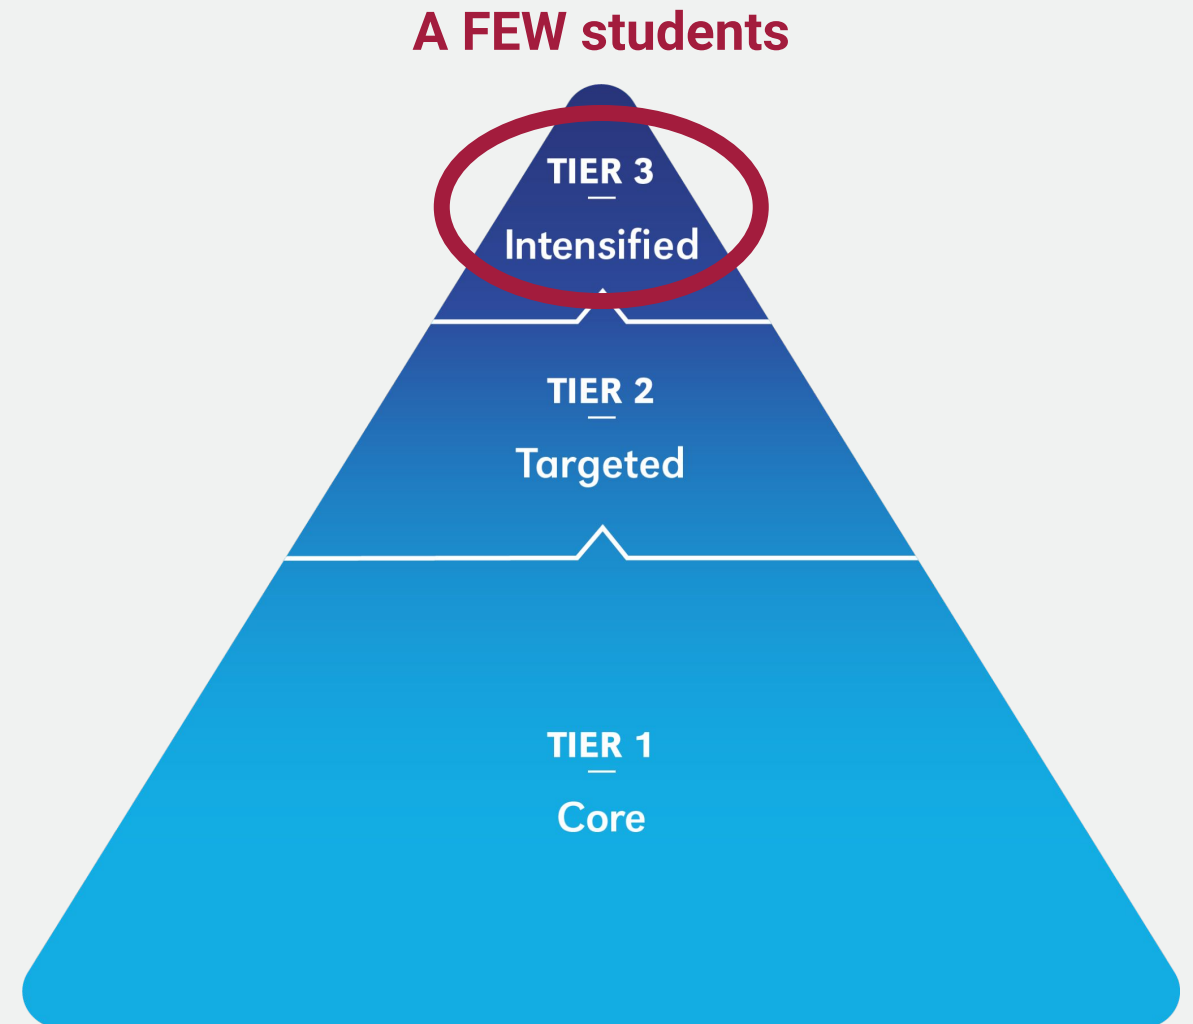 A FEW students
TIER 3
Intensified
TIER 2
Targeted
TIER 1
Core